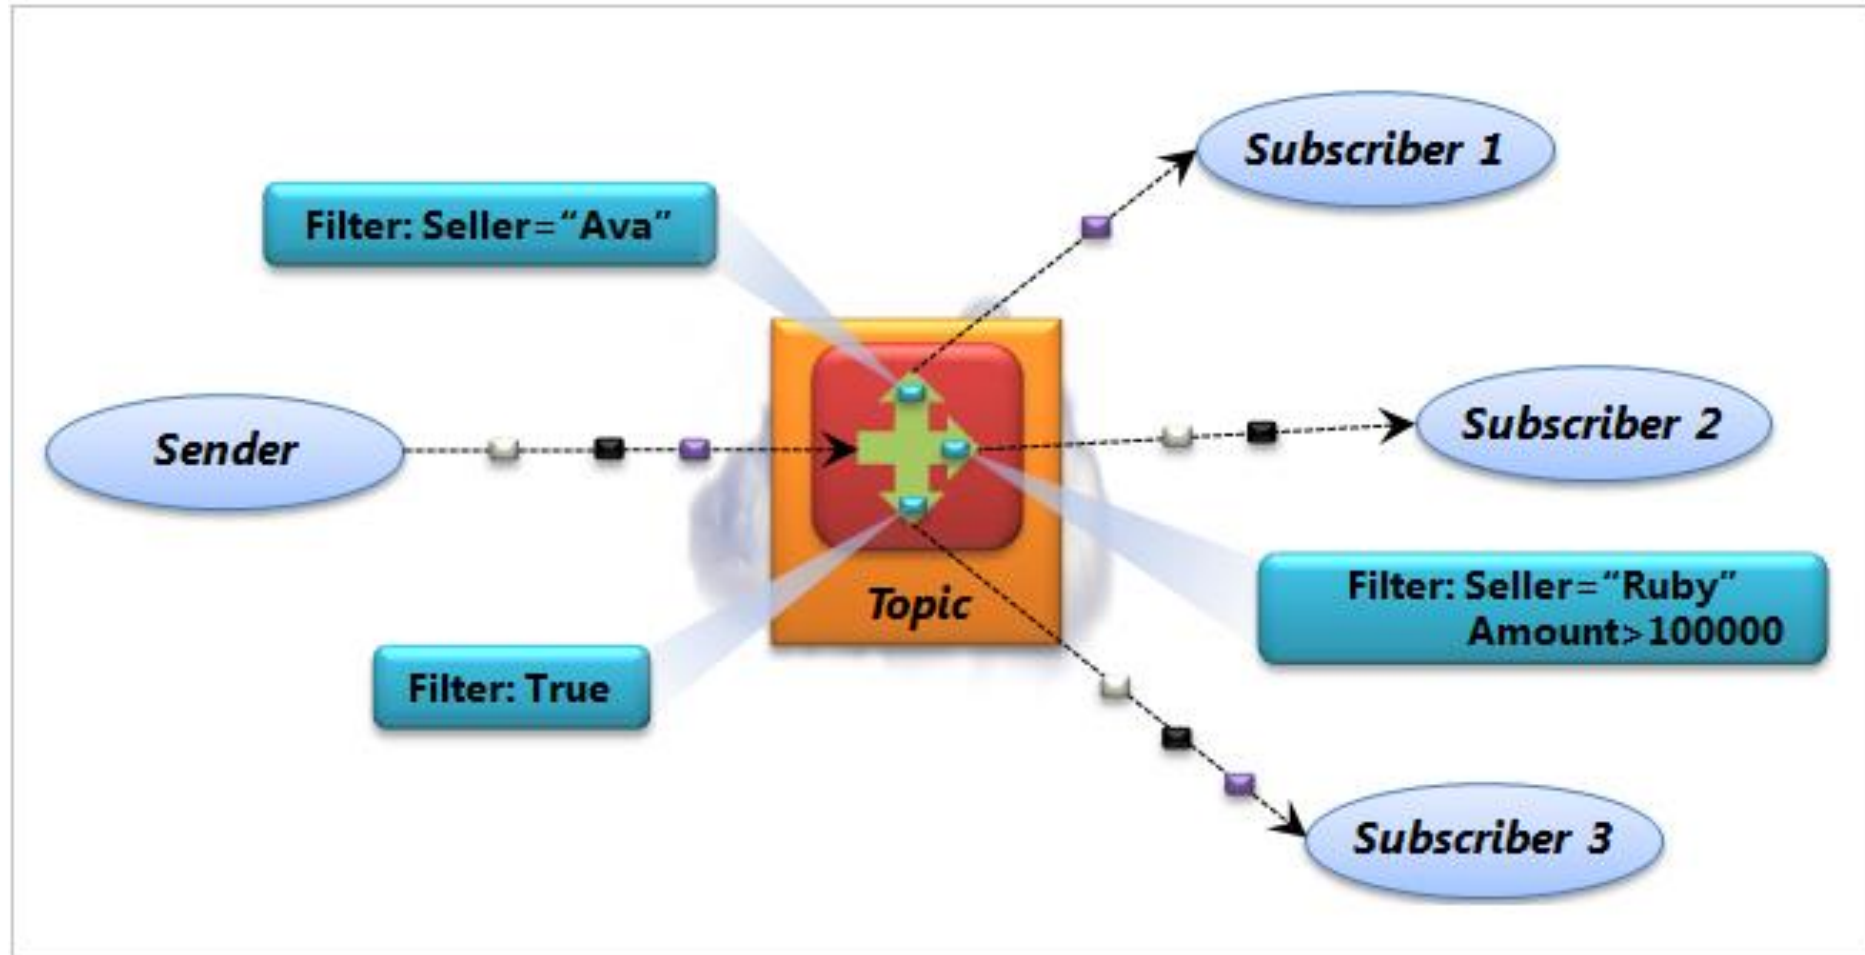 Subscriber 1
Filter: Seller=“Ava”
Sender
Subscriber 2
Topic
Filter: Seller=“Ruby”
Amount>100000
Filter: True
Subscriber 3